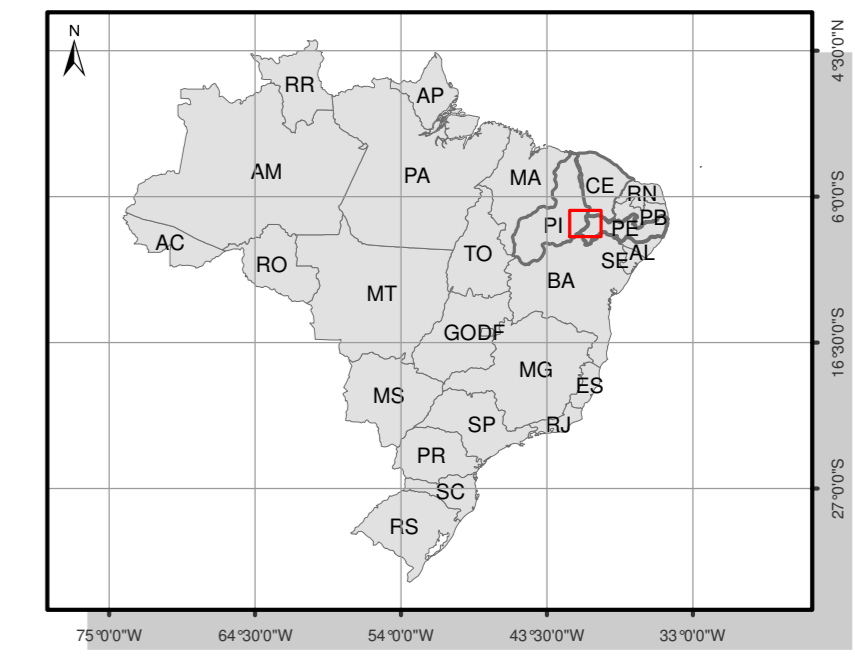 N
4°30'0"N
RR
AP
AM
PA
MA
CE
RN
6°0'0"S
PI
PB
PE
AC
TO
AL
SE
RO
BA
MT
GODF
16°30'0"S
MG
ES
MS
SP
RJ
PR
27°0'0"S
SC
RS
75°0'0"W
64°30'0"W
54°0'0"W
43°30'0"W
33°0'0"W